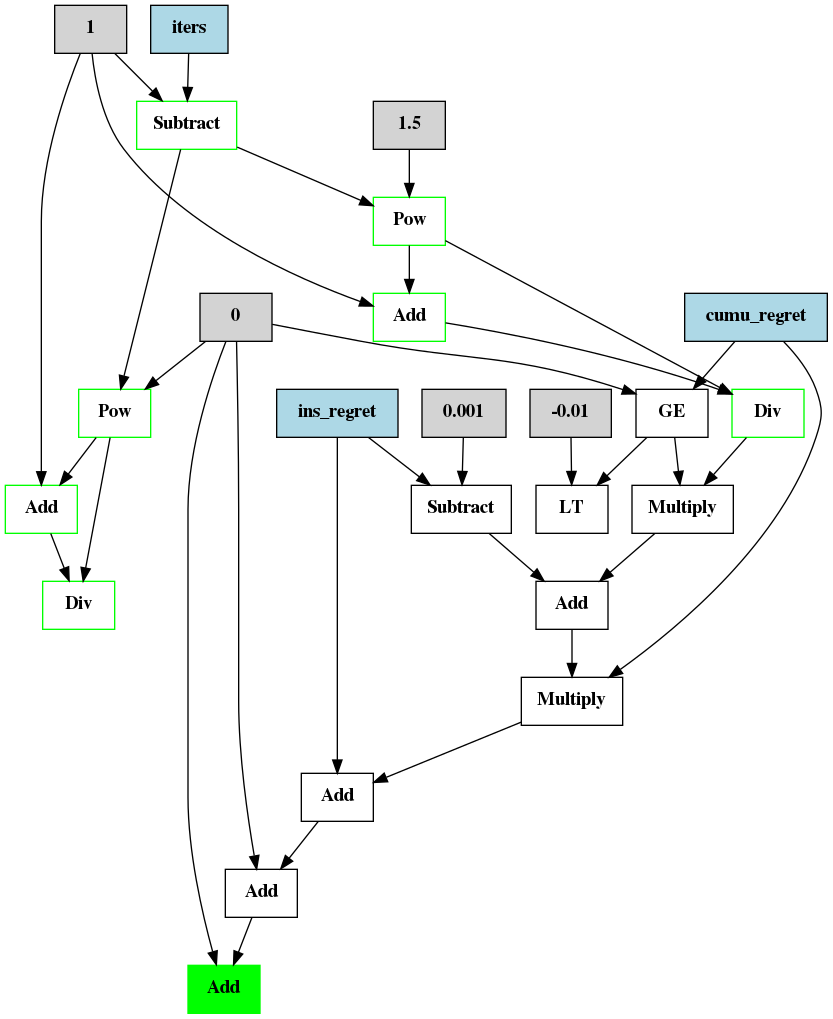 1
iters
Subtract
1.5
Pow
0
Add
cumu_regret
Pow
ins_regret
0.001
-0.01
GE
Div
Add
Subtract
LT
Multiply
Div
Add
Multiply
Add
Add
Add